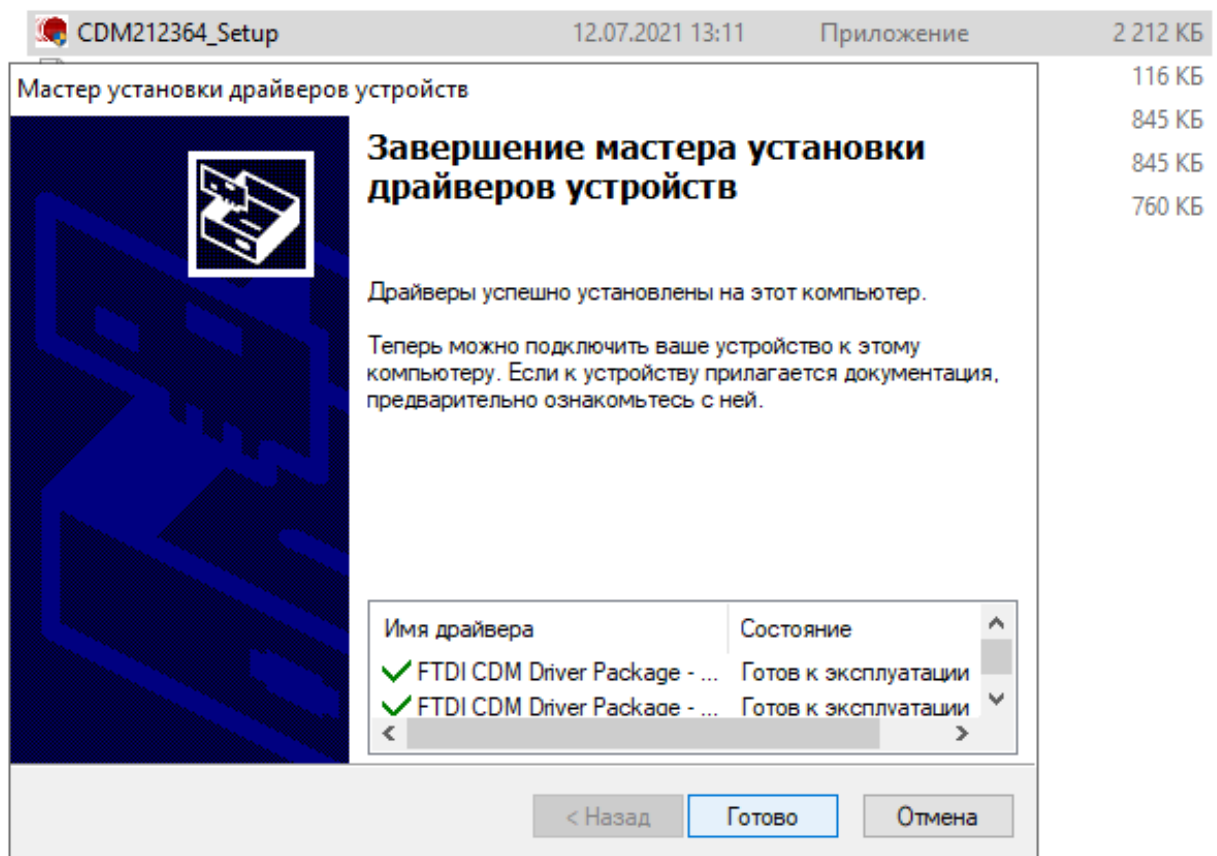 CDM212364_Setup 12.07.2021 13:11 Приложение 2 212 КБ
116 КБ
Мастер установки драйверов устройств
845 КБ
Завершение мастера установки
драйверов устройств
845 КБ
760 КБ
Драйверы успешно установлены на этот компьютер.
Теперь можно подключить ваше устройство к этому
компьютеру. Если к устройству прилагается документация,
предварительно ознакомьтесь с ней.
Имя драйвера Состояние
FTDI CDM Driver Package - ... Готов к эксплуатации
FTDI CDM Driver Package - ... Готов к эксплуатации
< Назад Готово Отмена